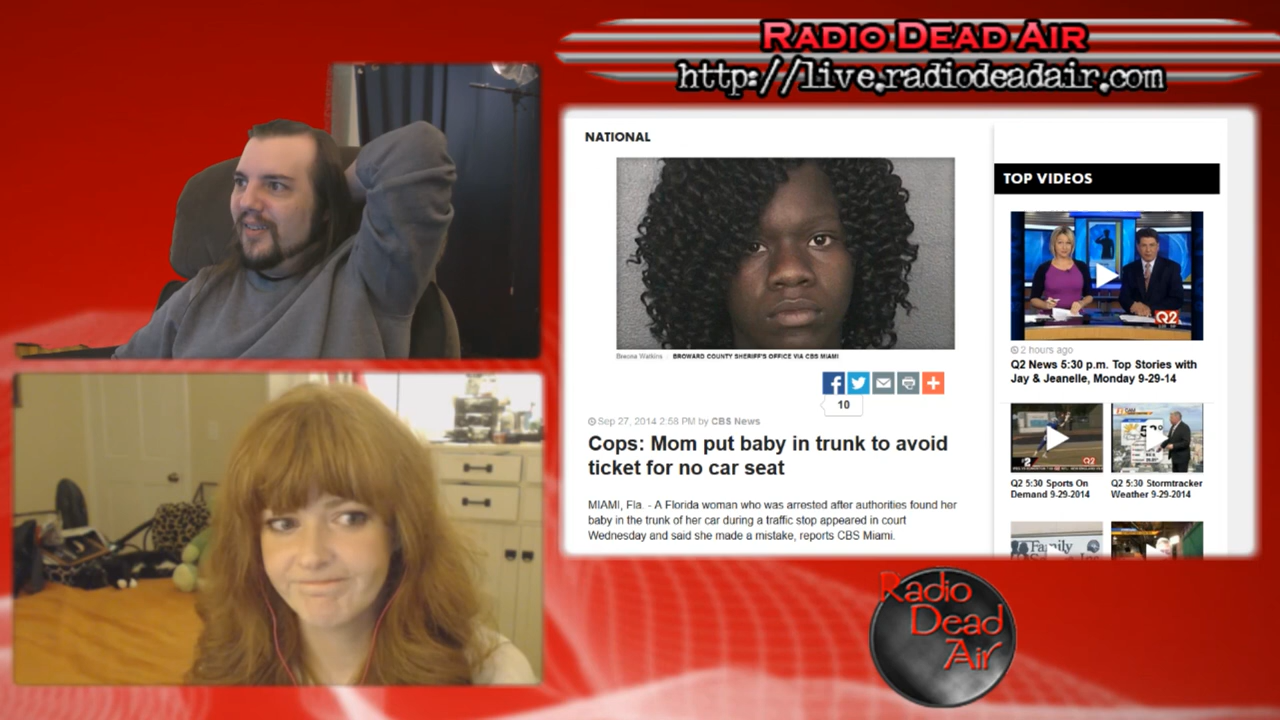 RADIO DEAD AIR
http://live.radiodeadair.com
NATIONAL
BROWARD COUNTY SHERIFF'S OFFICE VIA CBS MIAMI
10
Sep 27, 2014 2:58 PM by CBS News
Cops: Mom put baby in trunk to avoid
ticket for no car seat
MIAMI, Fla. - A Florida woman who was arrested after authorities found her
baby in the trunk of her car during a traffic stop appeared in court
Wednesday and said she made a mistake, reports CBS Miami.
TOP VIDEOS
Q2
2 hours ago
Q2 News 5:30 p.m. Top Stories with
Jay & Jeanelle, Monday 9-29-14
Q2
Q2 5:30 Sports On
Demand 9-29-2014
Q2 5:30 Stormtracker
Weather 9-29-2014
Family
Radio
Dead
Air